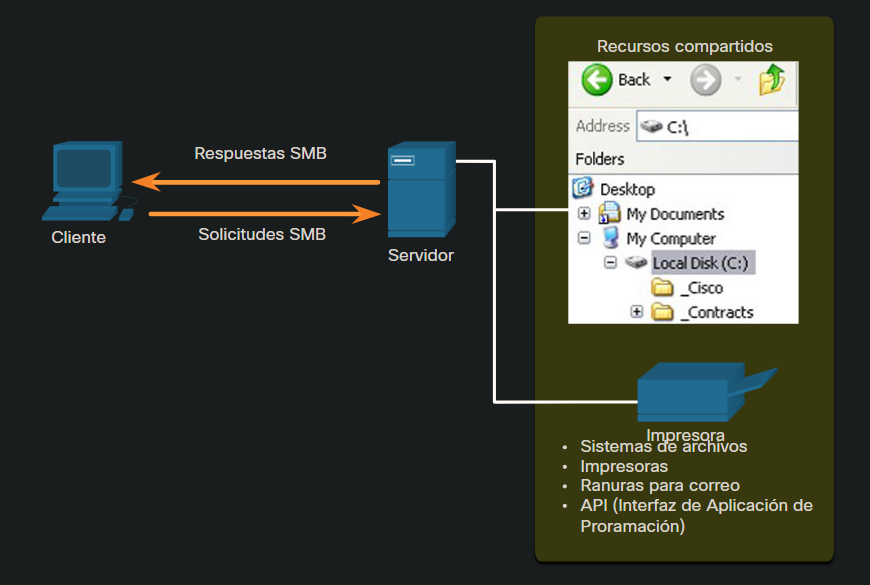 Recursos compartidos
Back
Address C:\
Folders
Desktop
My Documents
My Computer
Local Disk (C:)
_Cisco
_Contracts
Respuestas SMB
Solicitudes SMB
Cliente
Servidor
Impresora
• Sistemas de archivos
• Impresoras
• Ranuras para correo
• API (Interfaz de Aplicación de
Proramación)